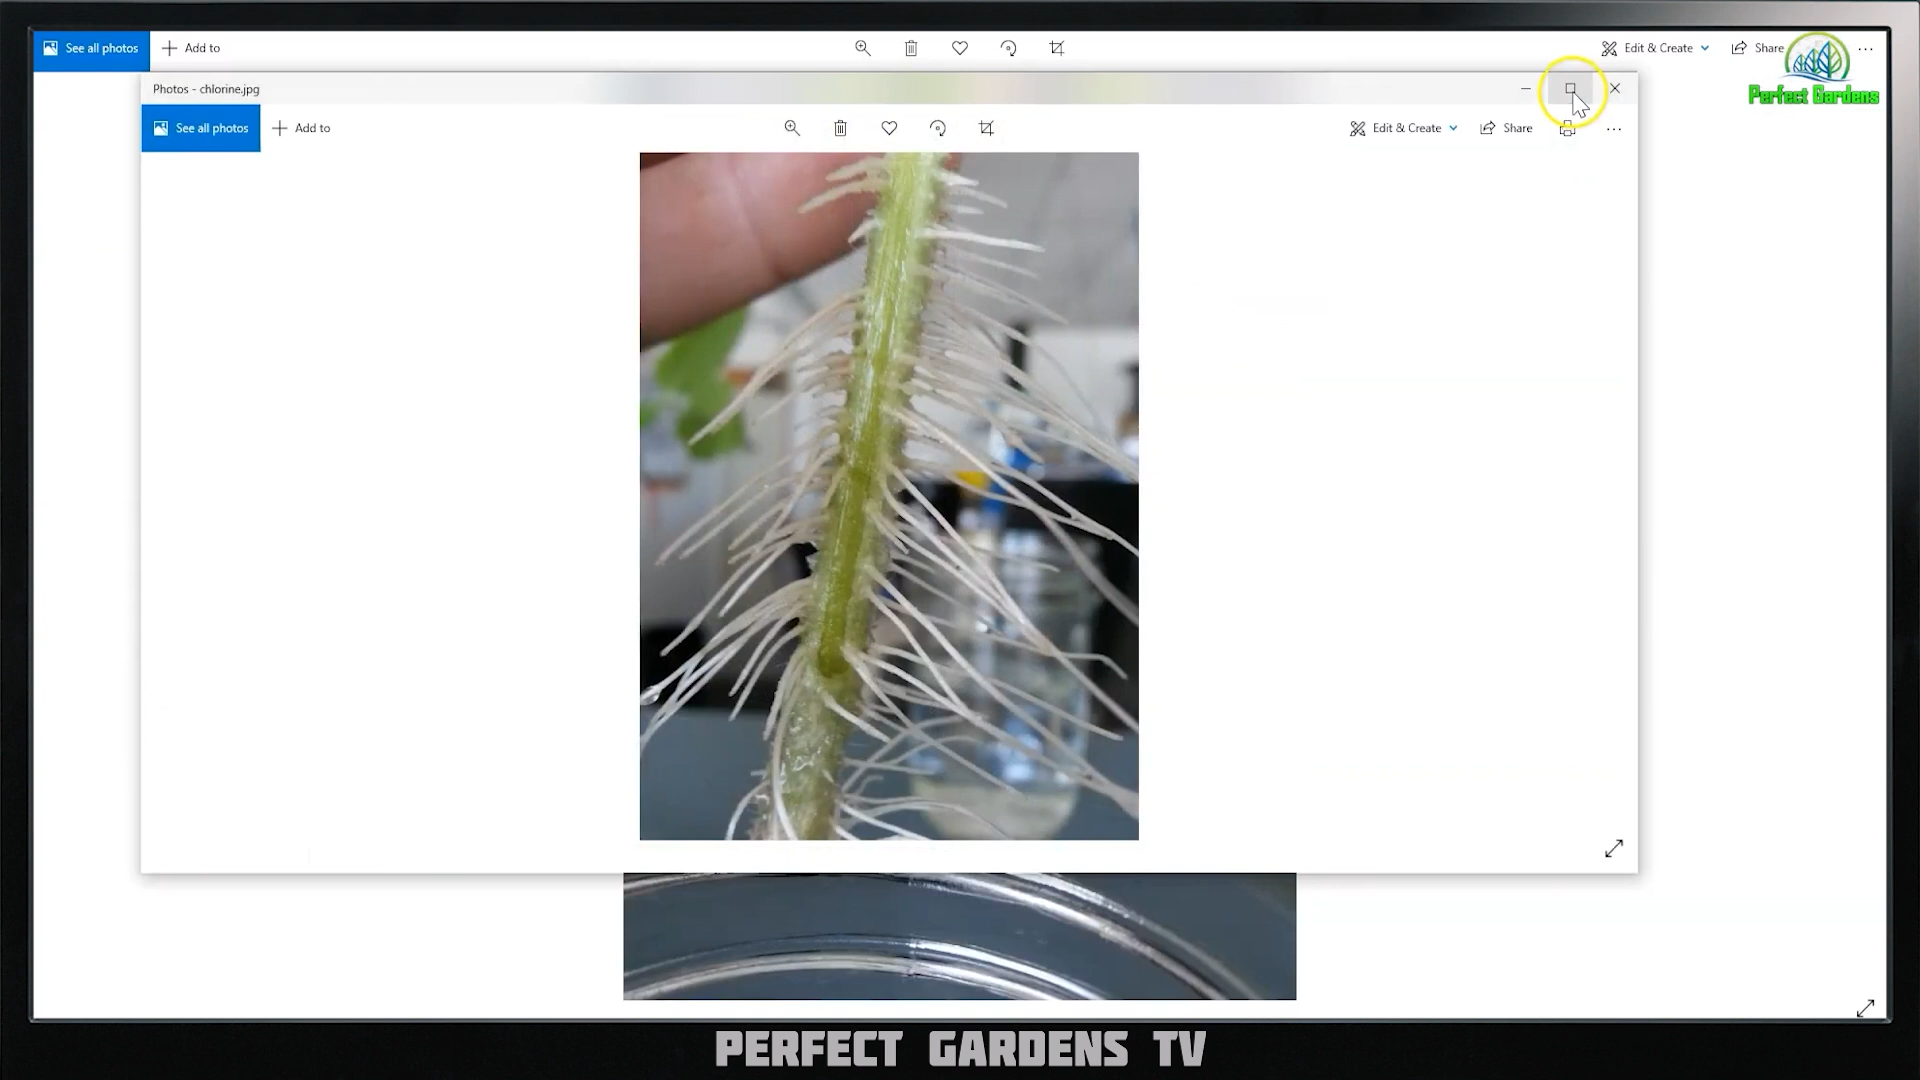 See all photos
Add to
Edit & Create
Share
Perfect Gardens
Photos - chlorine.jpg
See all photos
Add to
Edit & Create
Share
PERFECT GARDENS TV